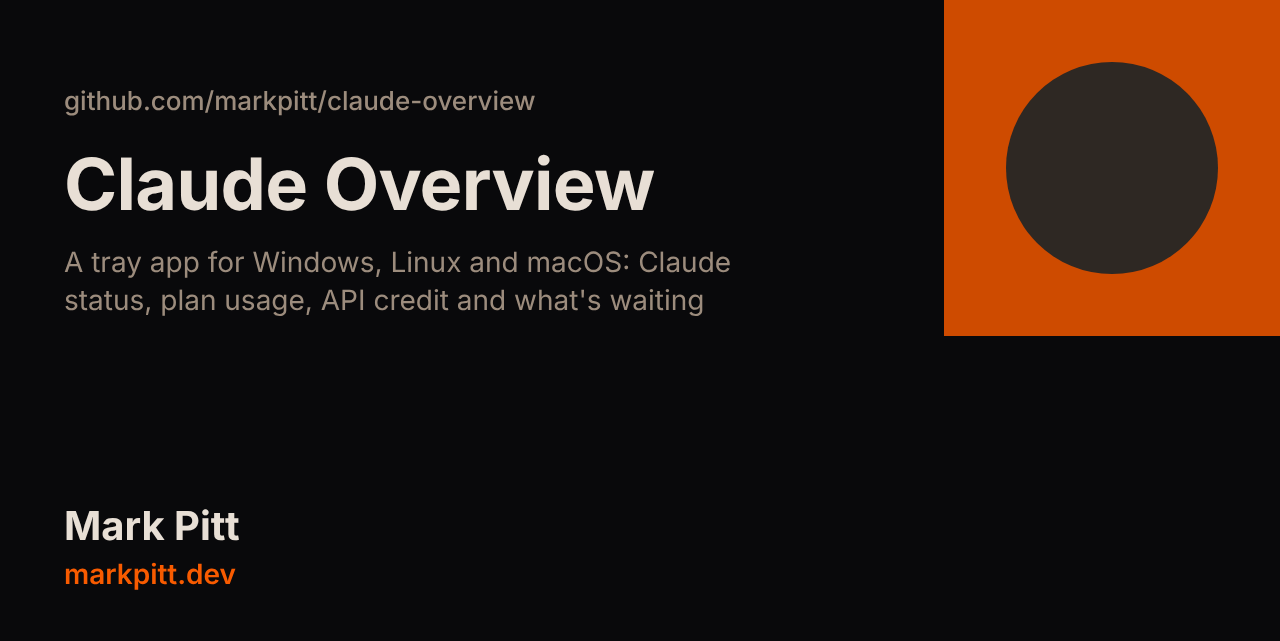 github.com/markpitt/claude-overview
Claude Overview
A tray app for Windows, Linux and macOS: Claude
status, plan usage, API credit and what's waiting
Mark Pitt
markpitt.dev